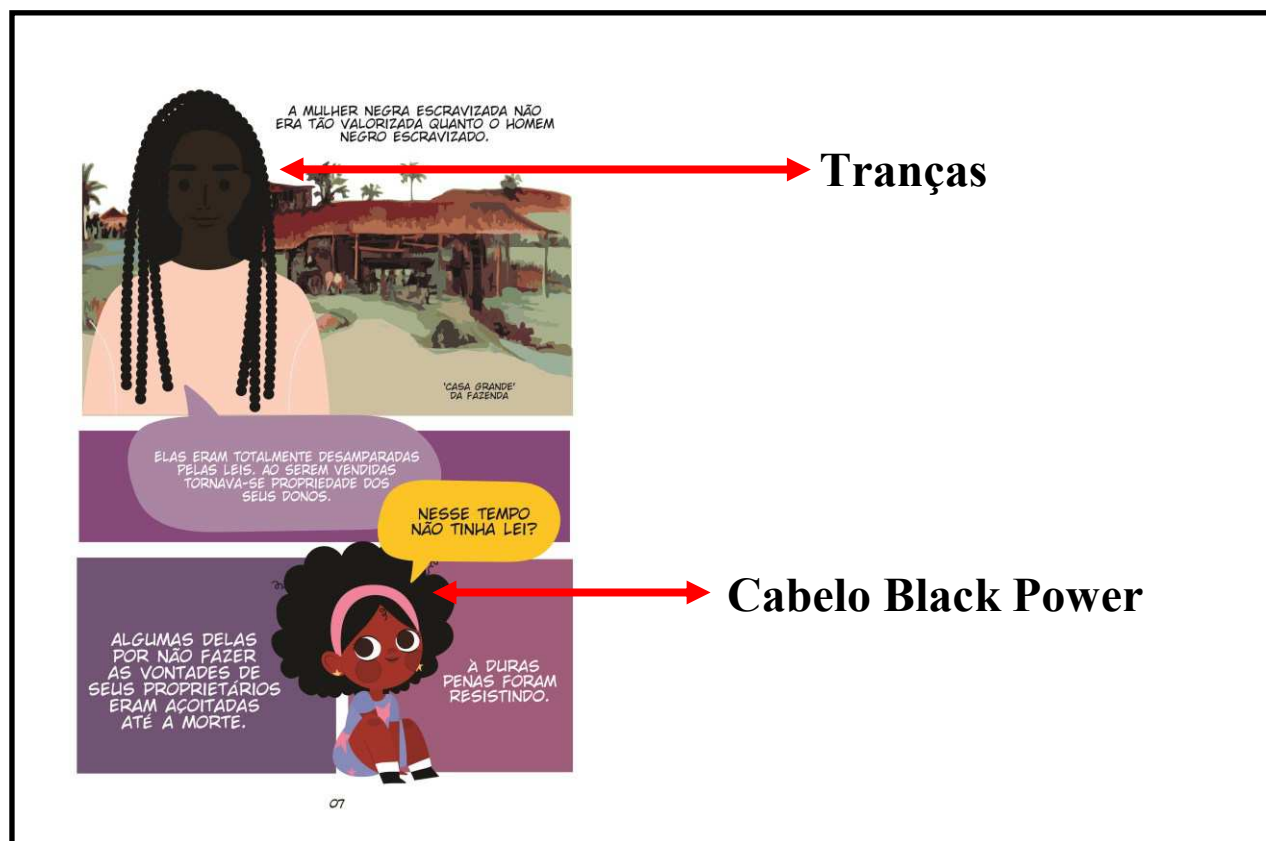 A MULHER NEGRA ESCRAVIZADA NÃO
ERA TÃO VALORIZADA QUANTO O HOMEM
NEGRO ESCRAVIZADO.
Tranças
'CASA GRANDE'
DA FAZENDA
ELAS ERAM TOTALMENTE DESAMPARADAS
PELAS LEIS. AO SEREM VENDIDAS
TORNAVA-SE PROPRIEDADE DOS
SEUS DONOS.
NESSE TEMPO
NÃO TINHA LEI?
Cabelo Black Power
ALGUMAS DELAS
POR NÃO FAZER
AS VONTADES DE
SEUS PROPRIETÁRIOS
ERAM AÇOITADAS
ATÉ A MORTE.
À DURAS
PENAS FORAM
RESISTINDO.
07